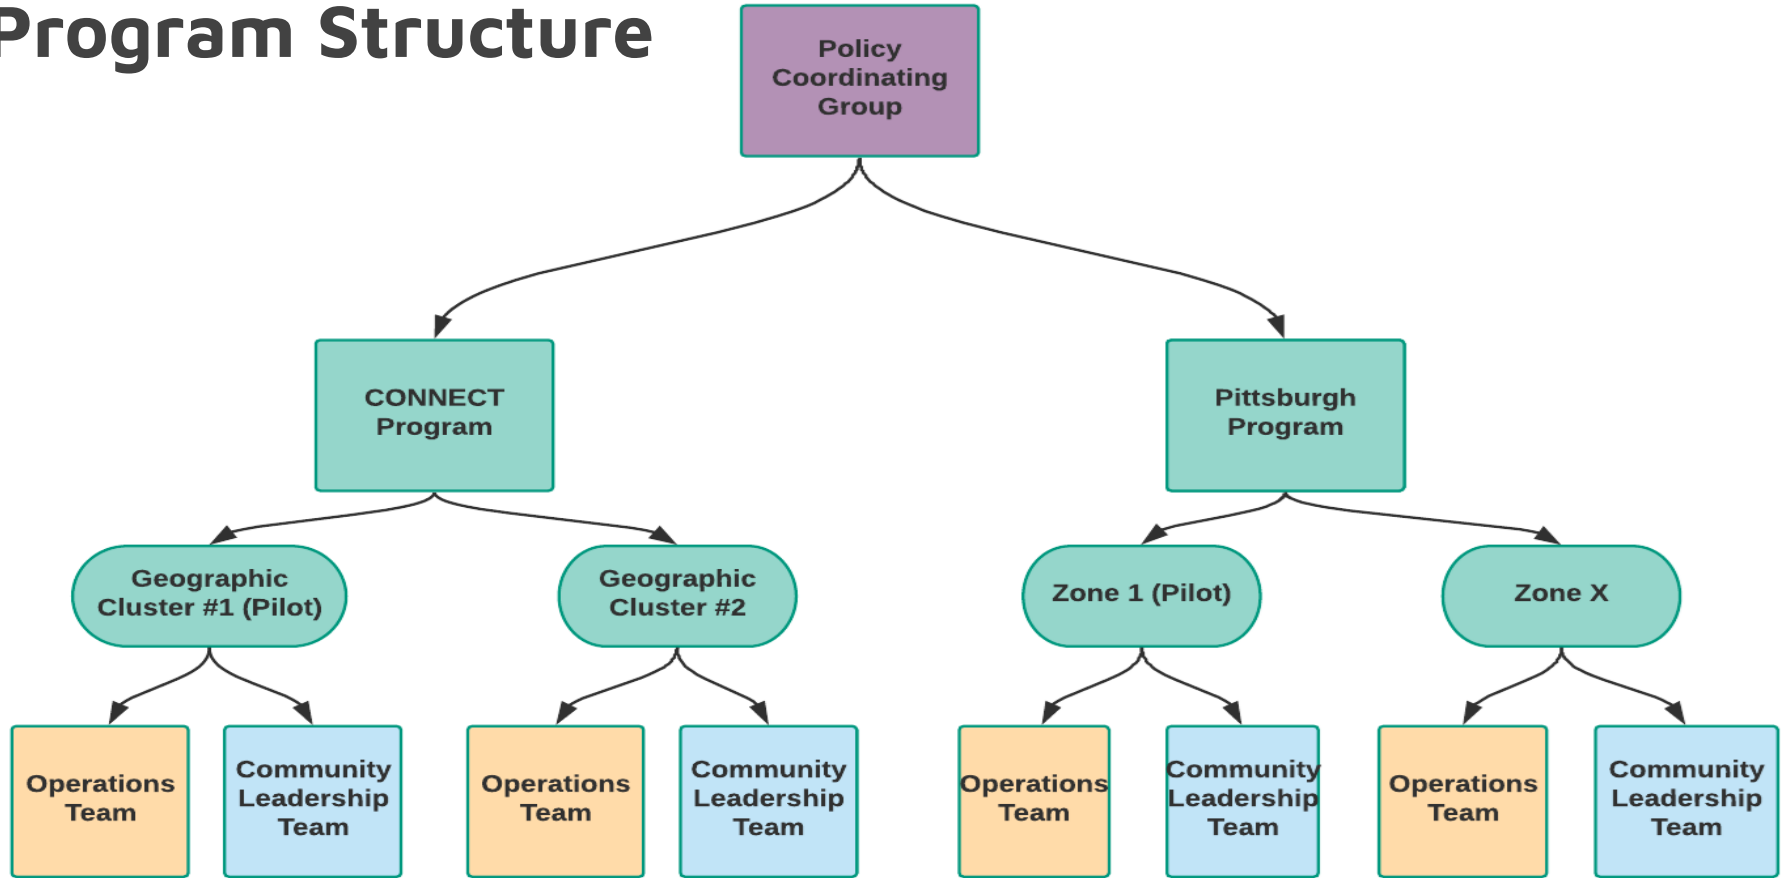 Program Structure
Policy
Coordinating
Group
CONNECT
Program
Pittsburgh
Program
Geographic
Cluster #1 (Pilot)
Geographic
Cluster #2
Zone 1 (Pilot)
Zone X
Operations
Team
Community
Leadership
Team
Operations
Team
Community
Leadership
Team
Operations
Team
Community
Leadership
Team
Operations
Team
Community
Leadership
Team